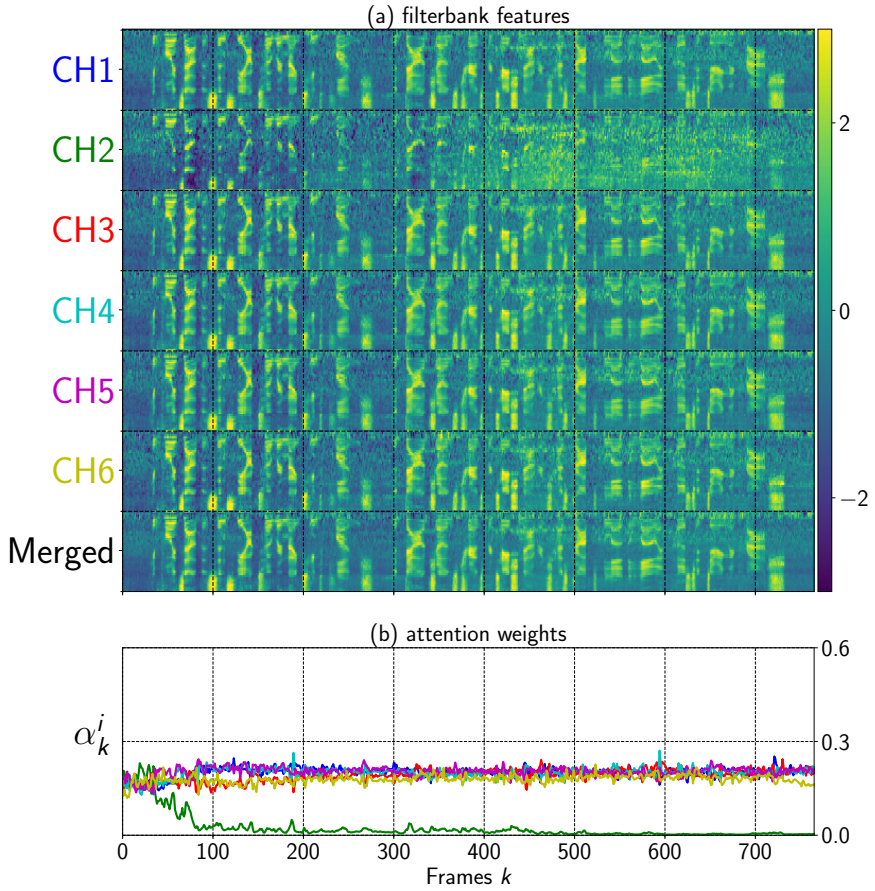 (a) filterbank features
CH1
CH2
CH3
CH4
CH5
CH6
Merged
2
0
−2
(b) attention weights
α_k^i
0.6
0.3
0.0
0 100 200 300 400 500 600 700
Frames k